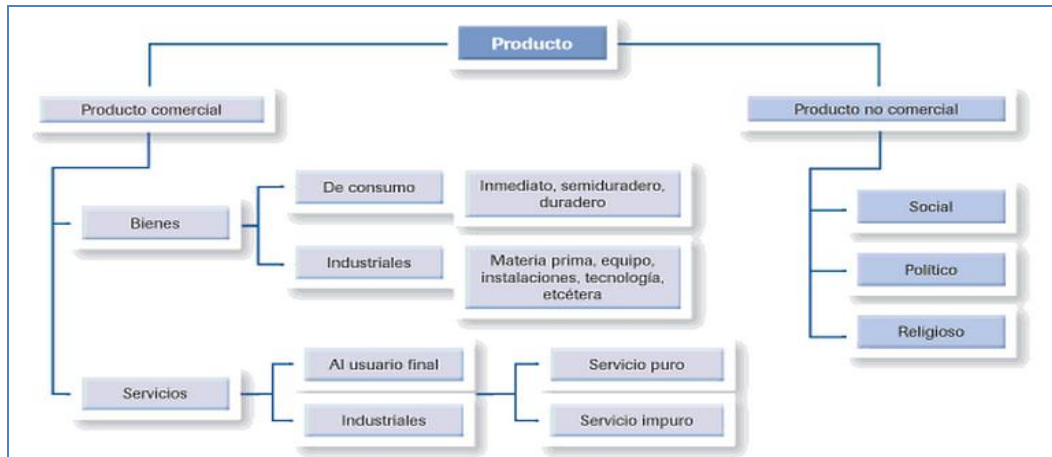 Producto
Producto comercial
Producto no comercial
De consumo
Inmediato, semiduradero,
duradero
Bienes
Industriales
Materia prima, equipo,
instalaciones, tecnología,
etcétera
Social
Político
Religioso
Al usuario final
Servicio puro
Servicios
Industriales
Servicio impuro